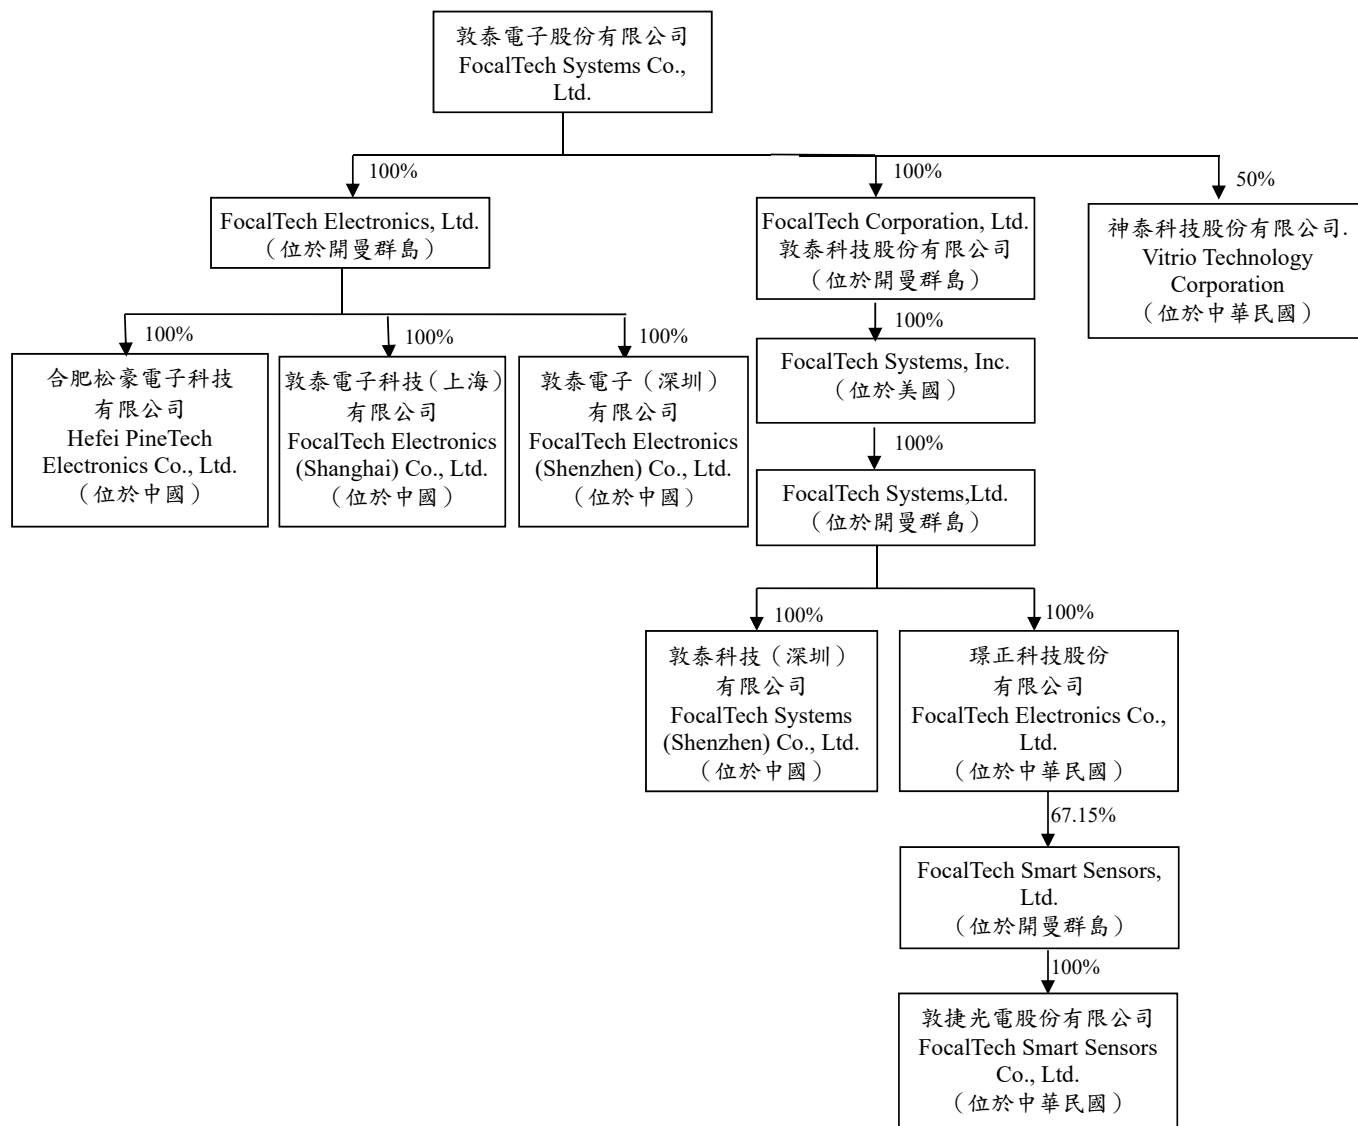 敦泰電子股份有限公司
FocalTech Systems Co.,
Ltd.
100%
100%
50%
FocalTech Electronics, Ltd.
（位於開曼群島）
FocalTech Corporation, Ltd.
敦泰科技股份有限公司
（位於開曼群島）
神泰科技股份有限公司.
Vitrio Technology
Corporation
（位於中華民國）
100%
100%
100%
100%
合肥松豪電子科技
有限公司
Hefei PineTech
Electronics Co., Ltd.
（位於中國）
敦泰電子科技（上海）
有限公司
FocalTech Electronics
(Shanghai) Co., Ltd.
（位於中國）
敦泰電子（深圳）
有限公司
FocalTech Electronics
(Shenzhen) Co., Ltd.
（位於中國）
FocalTech Systems, Inc.
（位於美國）
100%
FocalTech Systems,Ltd.
（位於開曼群島）
100%
100%
敦泰科技（深圳）
有限公司
FocalTech Systems
(Shenzhen) Co., Ltd.
（位於中國）
璟正科技股份
有限公司
FocalTech Electronics Co.,
Ltd.
（位於中華民國）
67.15%
FocalTech Smart Sensors,
Ltd.
（位於開曼群島）
100%
敦捷光電股份有限公司
FocalTech Smart Sensors
Co., Ltd.
（位於中華民國）